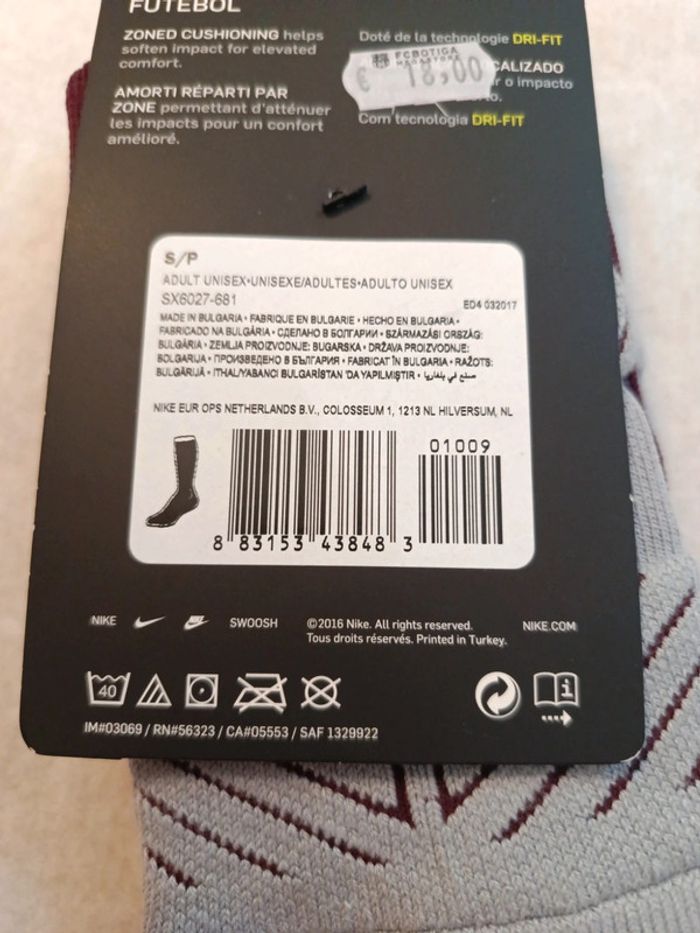 FUTEBOL
ZONED CUSHIONING helps
soften impact for elevated
comfort.
AMORTI RÉPARTI PAR
ZONE permettant d'atténuer
les impacts pour un confort
amélioré.
Doté de la technologie DRI-FIT
CALIZADO
r o impacto
Com tecnologia DRI-FIT
FCBOTIGA
MEGASTORE
€ 18,00
S/P
ADULT UNISEX•UNISEXE/ADULTES•ADULTO UNISEX
SX6027-681
ED4 032017
MADE IN BULGARIA • FABRIQUE EN BULGARIE • HECHO EN BULGARIA •
FABRICADO NA BULGÁRIA • СДЕЛАНО В БОЛГАРИИ • SZÁRMAZÁSI ORSZÁG:
BULGÁRIA • ZEMLJA PROIZVODNJE: BUGARSKA • DRŽAVA PROIZVODNJE:
BOLGARIJA • ПРОИЗВЕДЕНО В БЪЛГАРИЯ • FABRICAT ÎN BULGARIA • RAŽOTS:
BULGĀRIJĀ • İTHAL/YABANCI BULGARİSTAN 'DA YAPILMIŞTIR • صنع في بلغاريا •
NIKE EUR OPS NETHERLANDS B.V., COLOSSEUM 1, 1213 NL HILVERSUM, NL
01009
8 83153 43848 3
NIKE SWOOSH ©2016 Nike. All rights reserved. NIKE.COM
Tous droits réservés. Printed in Turkey.
40
IM#03069 / RN#56323 / CA#05553 / SAF 1329922